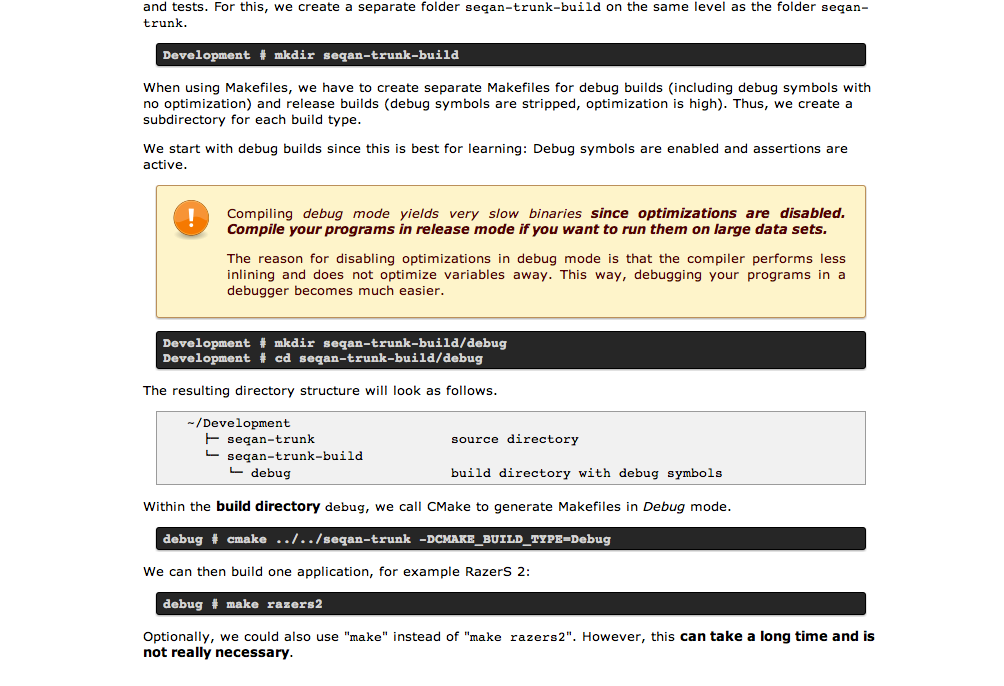 and tests. For this, we create a separate folder seqan-trunk-build on the same level as the folder seqan-
trunk.
Development # mkdir seqan-trunk-build
When using Makefiles, we have to create separate Makefiles for debug builds (including debug symbols with
no optimization) and release builds (debug symbols are stripped, optimization is high). Thus, we create a
subdirectory for each build type.
We start with debug builds since this is best for learning: Debug symbols are enabled and assertions are
active.
Compiling debug mode yields very slow binaries since optimizations are disabled.
Compile your programs in release mode if you want to run them on large data sets.
The reason for disabling optimizations in debug mode is that the compiler performs less
inlining and does not optimize variables away. This way, debugging your programs in a
debugger becomes much easier.
Development # mkdir seqan-trunk-build/debug
Development # cd seqan-trunk-build/debug
The resulting directory structure will look as follows.
~/Development
├─ seqan-trunk source directory
└─ seqan-trunk-build
└─ debug build directory with debug symbols
Within the build directory debug, we call CMake to generate Makefiles in Debug mode.
debug # cmake ../../seqan-trunk -DCMAKE_BUILD_TYPE=Debug
We can then build one application, for example RazerS 2:
debug # make razers2
Optionally, we could also use "make" instead of "make razers2". However, this can take a long time and is
not really necessary.